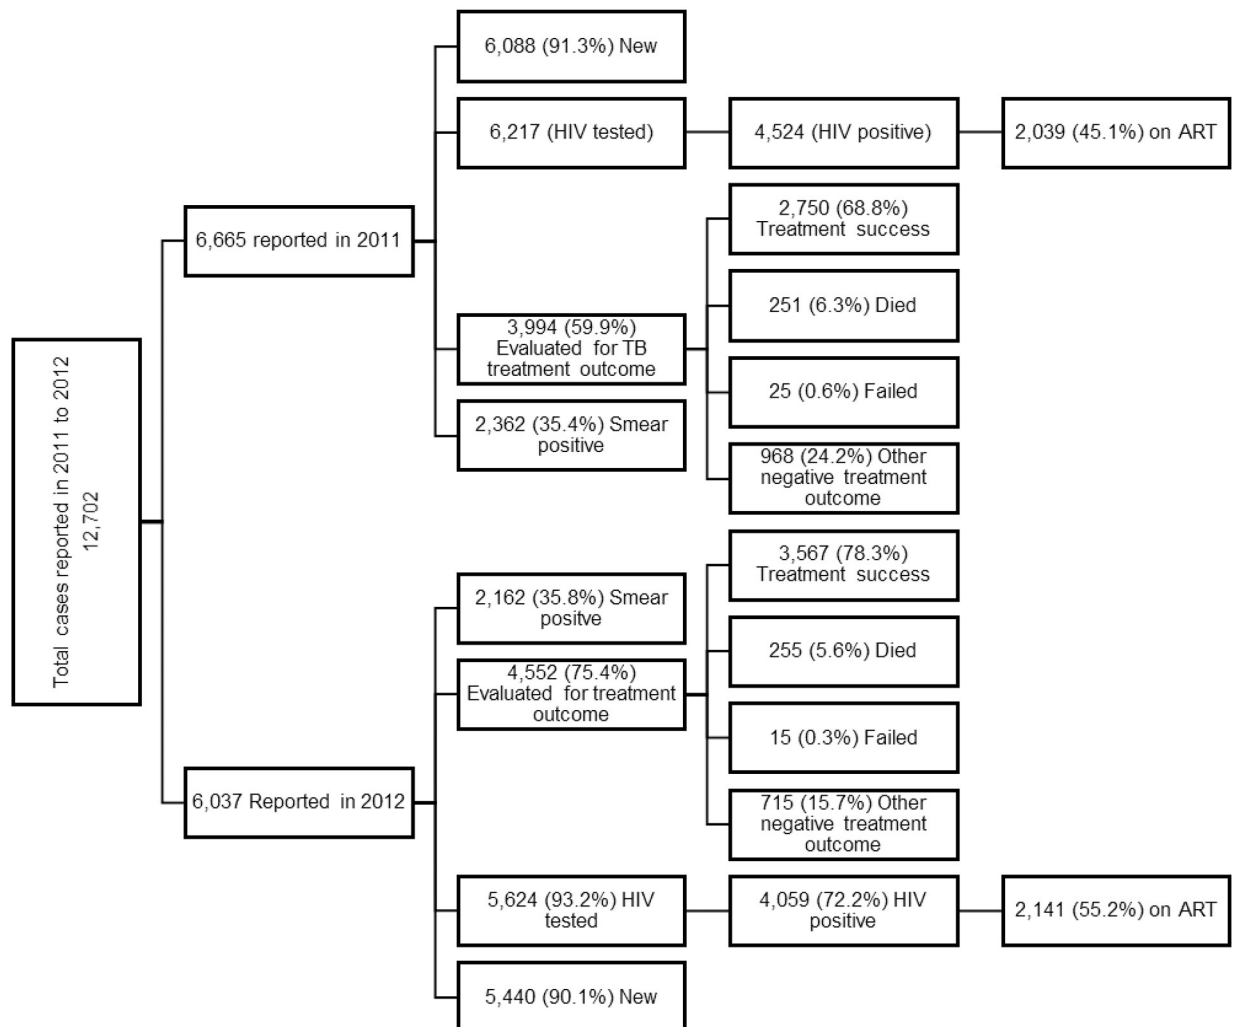 Total cases reported in 2011 to 2012
12,702
6,665 reported in 2011
6,088 (91.3%) New
6,217 (HIV tested)
4,524 (HIV positive)
2,039 (45.1%) on ART
3,994 (59.9%)
Evaluated for TB
treatment outcome
2,750 (68.8%)
Treatment success
251 (6.3%) Died
25 (0.6%) Failed
968 (24.2%) Other
negative treatment
outcome
2,362 (35.4%) Smear
positive
6,037 Reported in 2012
2,162 (35.8%) Smear
positve
4,552 (75.4%)
Evaluated for treatment
outcome
3,567 (78.3%)
Treatment success
255 (5.6%) Died
15 (0.3%) Failed
715 (15.7%) Other
negative treatment
outcome
5,624 (93.2%) HIV
tested
4,059 (72.2%) HIV
positive
2,141 (55.2%) on ART
5,440 (90.1%) New